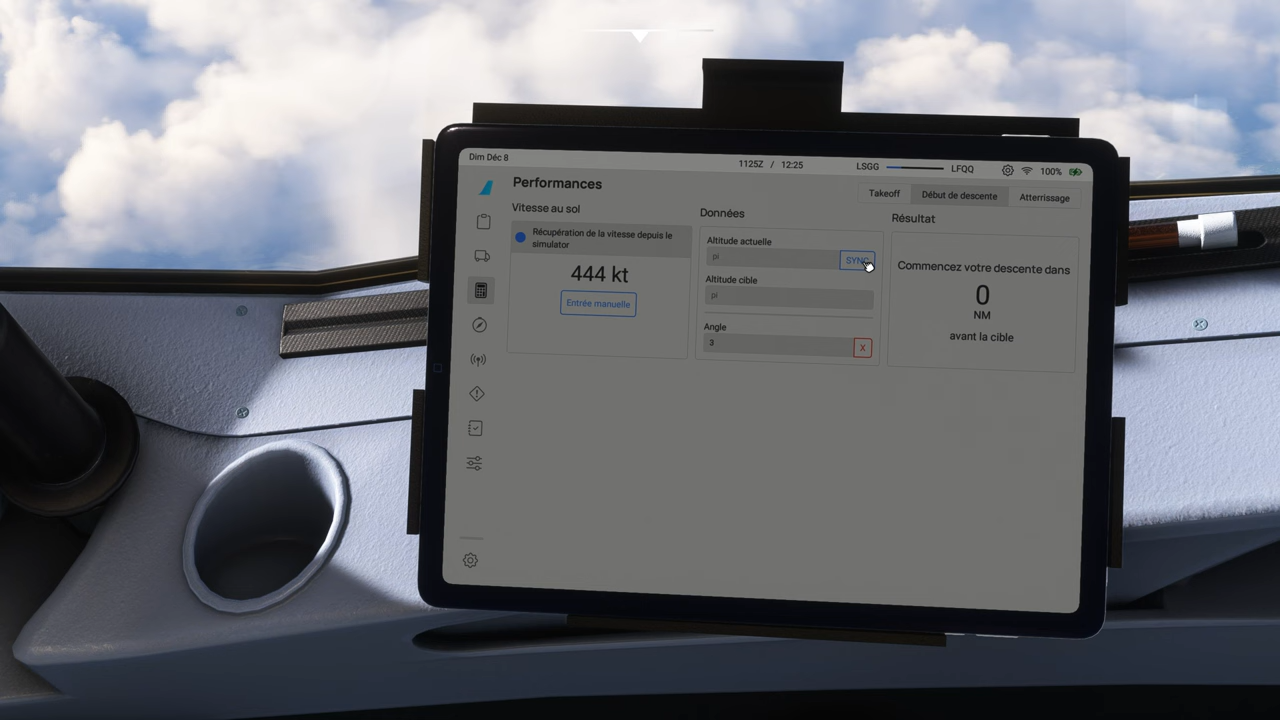 Dim Déc 8
1125Z / 12:25
LSGG LFQQ
100%
Performances
Takeoff
Début de descente
Atterrissage
Vitesse au sol
Récupération de la vitesse depuis le
simulator
444 kt
Entrée manuelle
Données
Altitude actuelle
pi
SYNC
Altitude cible
pi
Angle
3
X
Résultat
Commencez votre descente dans
0
NM
avant la cible